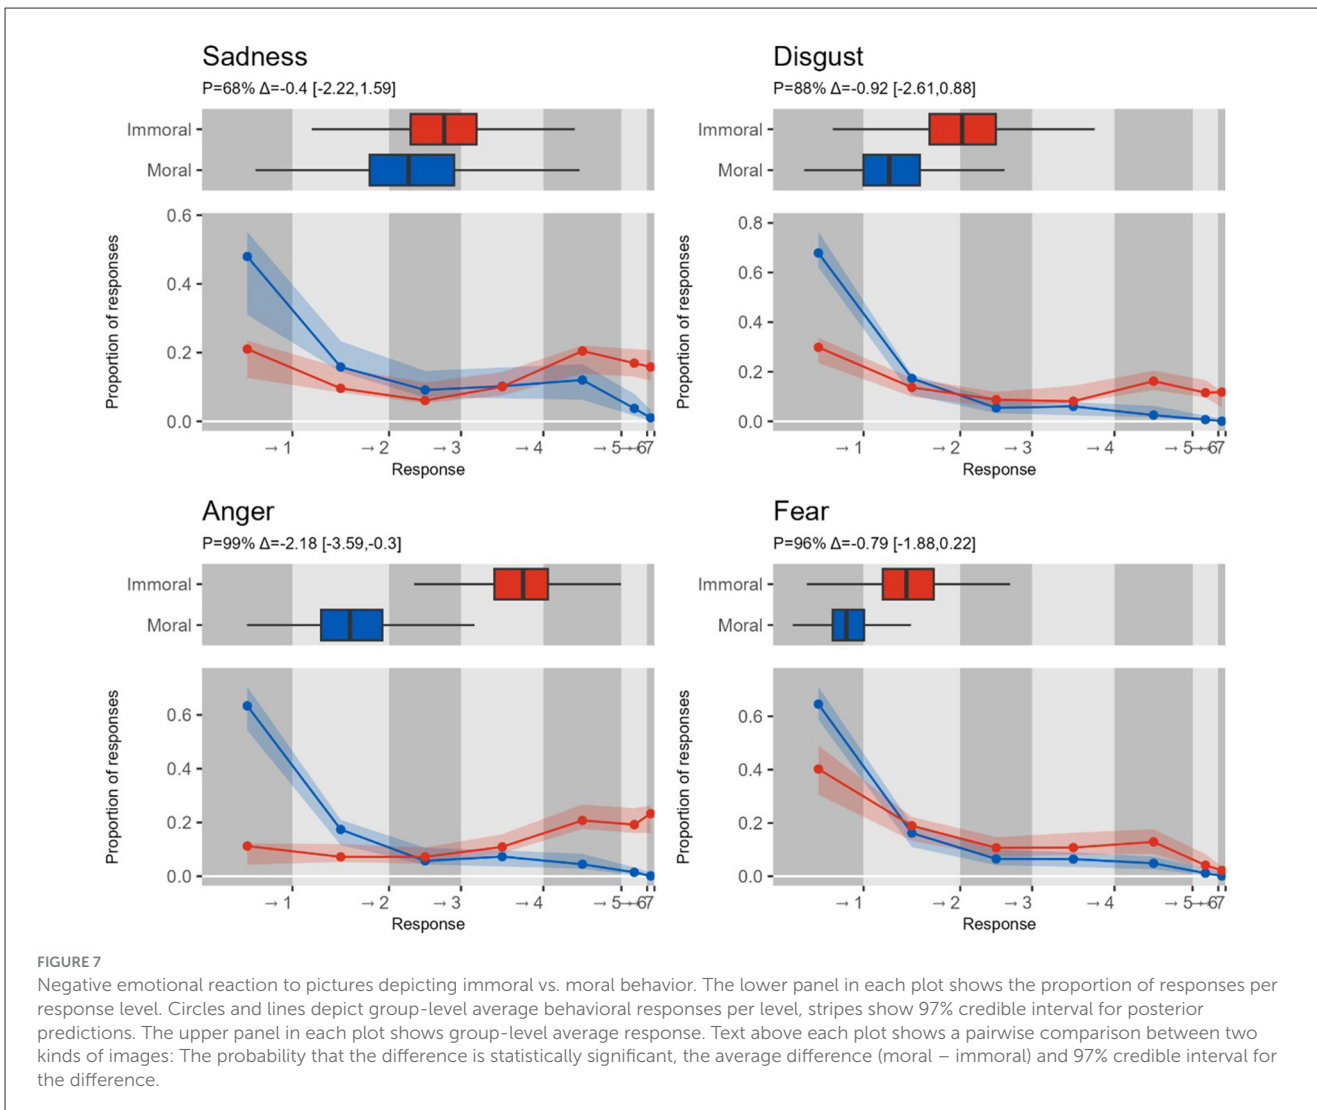 Sadness
P=68% Δ=-0.4 [-2.22,1.59]
Immoral
Moral
0.6
0.4
0.2
0.0
Proportion of responses
→ 1 → 2 → 3 → 4 → 5→67
Response
Disgust
P=88% Δ=-0.92 [-2.61,0.88]
Immoral
Moral
0.8
0.6
0.4
0.2
0.0
Proportion of responses
→ 1 → 2 → 3 → 4 → 5→67
Response
Anger
P=99% Δ=-2.18 [-3.59,-0.3]
Immoral
Moral
0.6
0.4
0.2
0.0
Proportion of responses
→ 1 → 2 → 3 → 4 → 5→67
Response
Fear
P=96% Δ=-0.79 [-1.88,0.22]
Immoral
Moral
0.6
0.4
0.2
0.0
Proportion of responses
→ 1 → 2 → 3 → 4 → 5→67
Response
FIGURE 7
Negative emotional reaction to pictures depicting immoral vs. moral behavior. The lower panel in each plot shows the proportion of responses per
response level. Circles and lines depict group-level average behavioral responses per level, stripes show 97% credible interval for posterior
predictions. The upper panel in each plot shows group-level average response. Text above each plot shows a pairwise comparison between two
kinds of images: The probability that the difference is statistically significant, the average difference (moral – immoral) and 97% credible interval for
the difference.